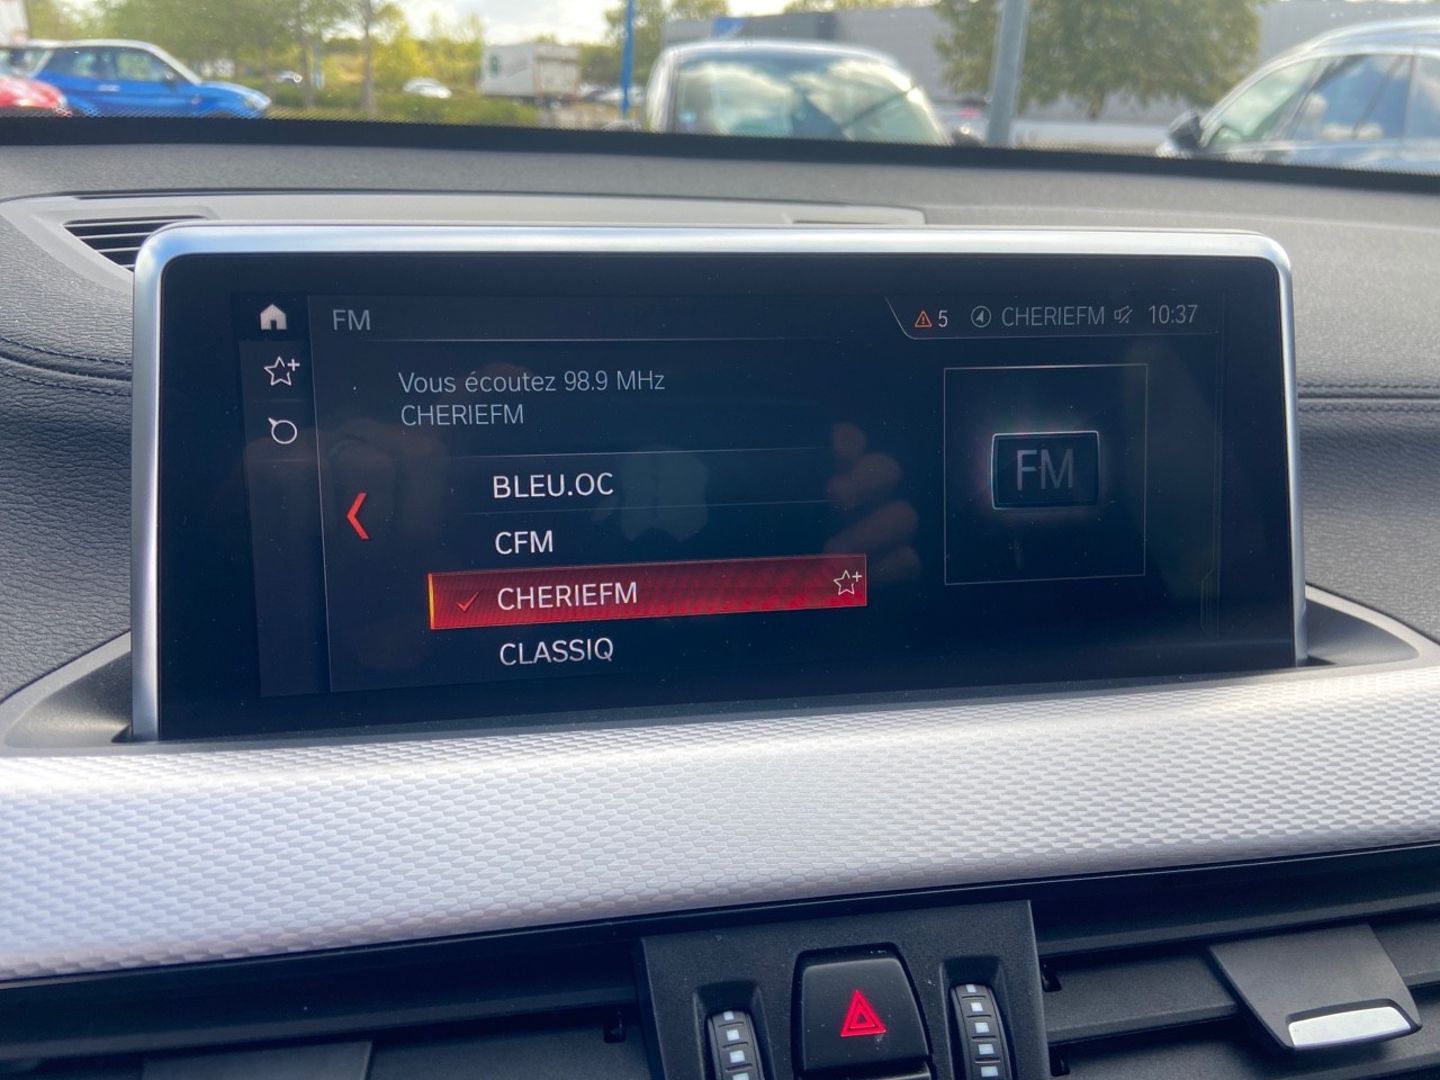 FM
5 CHERIEFM 10:37
Vous écoutez 98.9 MHz
CHERIEFM
BLEU.OC
CFM
CHERIEFM
CLASSIQ
FM